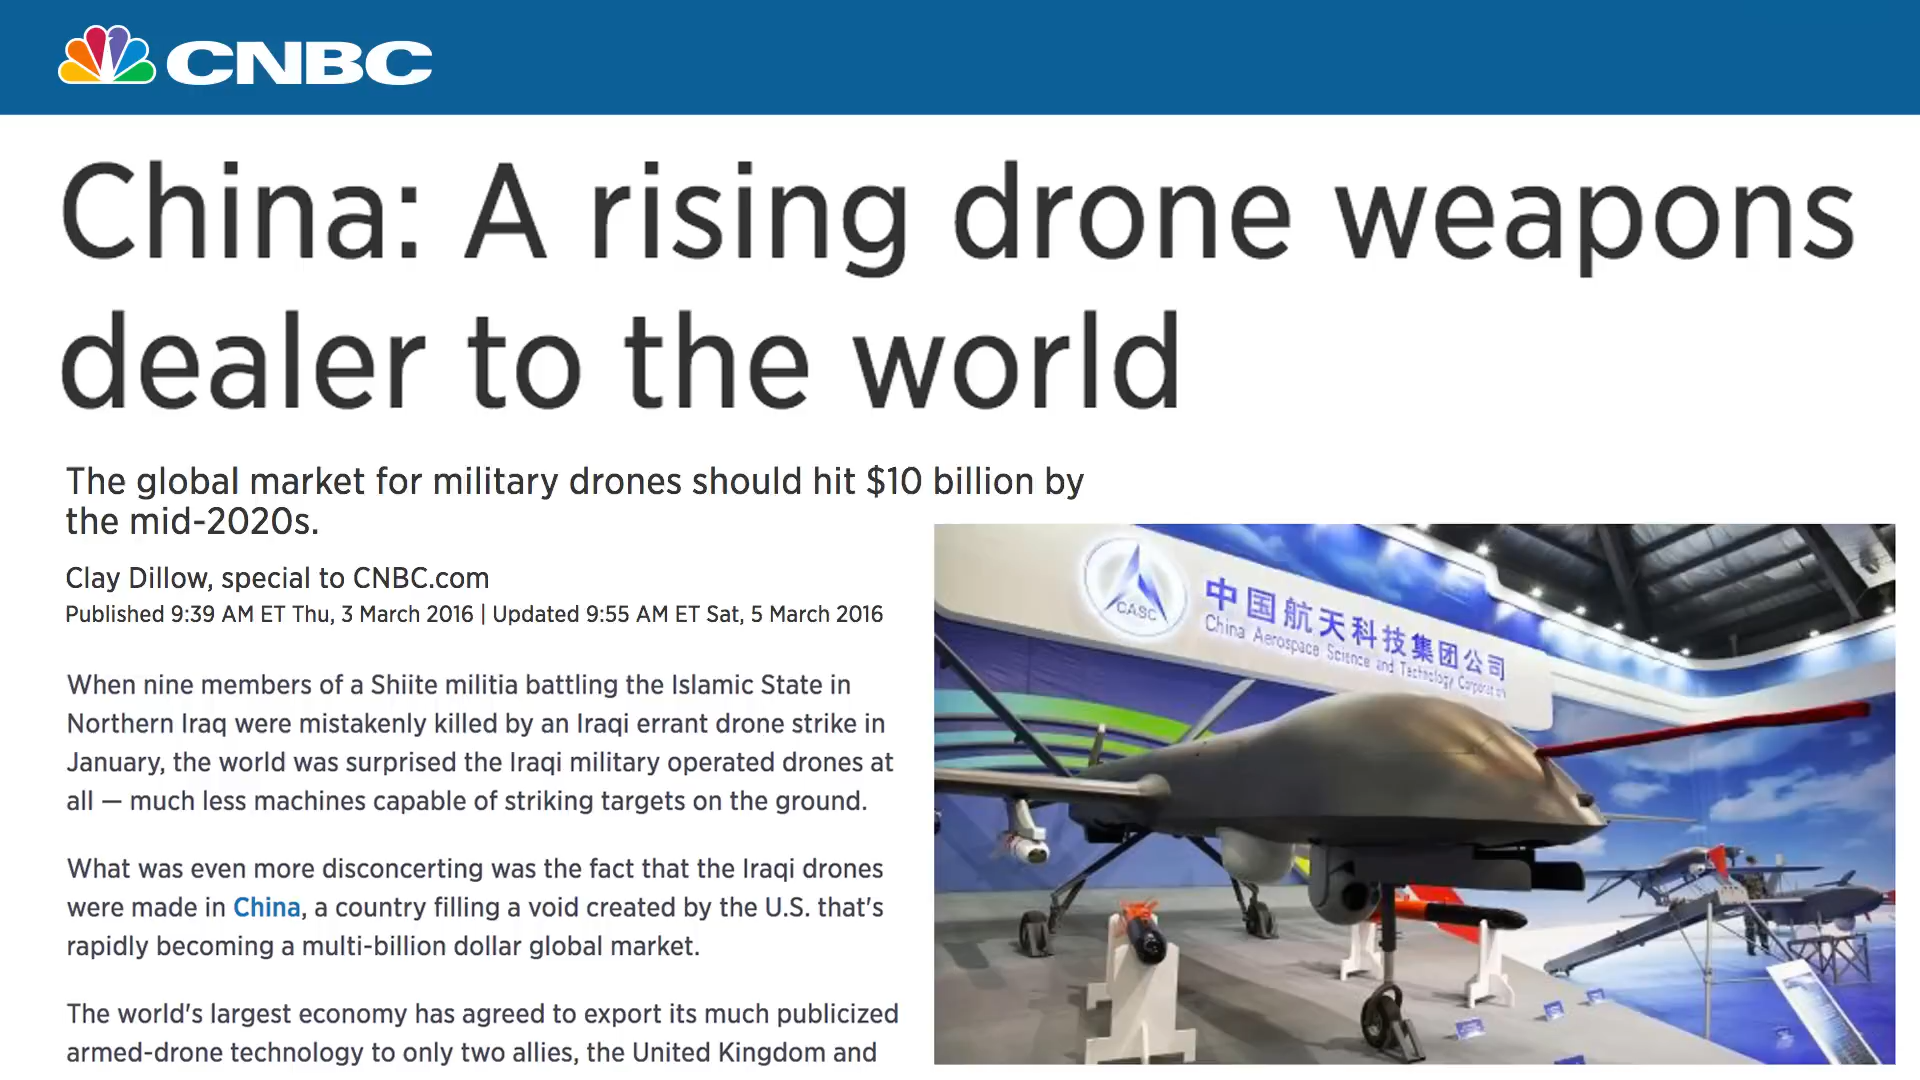 CNBC
China: A rising drone weapons
dealer to the world
The global market for military drones should hit $10 billion by
the mid-2020s.
Clay Dillow, special to CNBC.com
Published 9:39 AM ET Thu, 3 March 2016 | Updated 9:55 AM ET Sat, 5 March 2016
When nine members of a Shiite militia battling the Islamic State in
Northern Iraq were mistakenly killed by an Iraqi errant drone strike in
January, the world was surprised the Iraqi military operated drones at
all — much less machines capable of striking targets on the ground.
What was even more disconcerting was the fact that the Iraqi drones
were made in China, a country filling a void created by the U.S. that's
rapidly becoming a multi-billion dollar global market.
The world's largest economy has agreed to export its much publicized
armed-drone technology to only two allies, the United Kingdom and
CASC
中国航天科技集团公司
China Aerospace Science and Technology Corporation